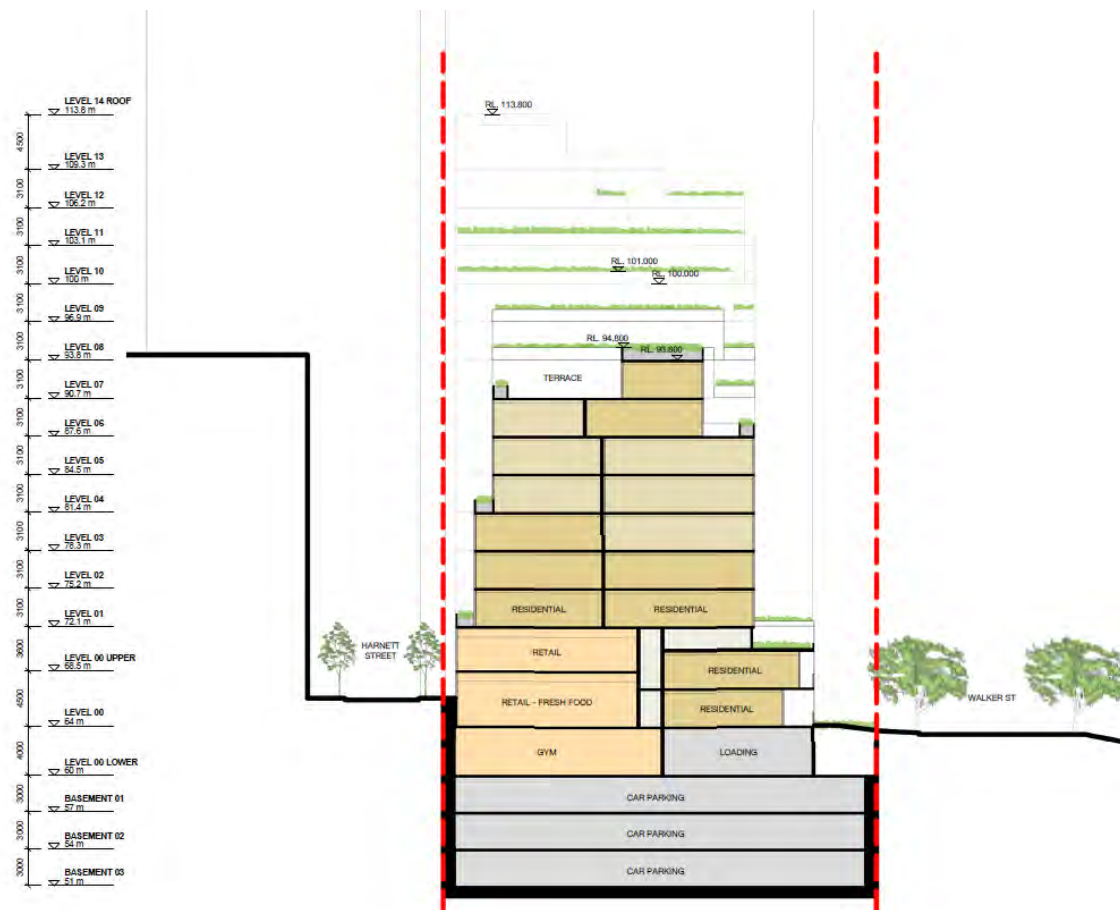 LEVEL 14 ROOF
113.8 m
4500
LEVEL 13
109.3 m
3100
LEVEL 12
106.2 m
3100
LEVEL 11
103.1 m
3100
LEVEL 10
100 m
3100
LEVEL 09
96.9 m
3100
LEVEL 08
93.8 m
3100
LEVEL 07
90.7 m
3100
LEVEL 06
87.6 m
3100
LEVEL 05
84.5 m
3100
LEVEL 04
81.4 m
3100
LEVEL 03
78.3 m
3100
LEVEL 02
75.2 m
3100
LEVEL 01
72.1 m
3600
LEVEL 00 UPPER
68.5 m
4500
LEVEL 00
64 m
4000
LEVEL 00 LOWER
60 m
3000
BASEMENT 01
57 m
3000
BASEMENT 02
54 m
3000
BASEMENT 03
51 m
RL. 113.800
RL. 101.000
RL. 100.000
RL. 94.800
TERRACE
RESIDENTIAL
RESIDENTIAL
HARNETT
STREET
RETAIL
RESIDENTIAL
RETAIL - FRESH FOOD
RESIDENTIAL
WALKER ST
GYM
LOADING
CAR PARKING
CAR PARKING
CAR PARKING